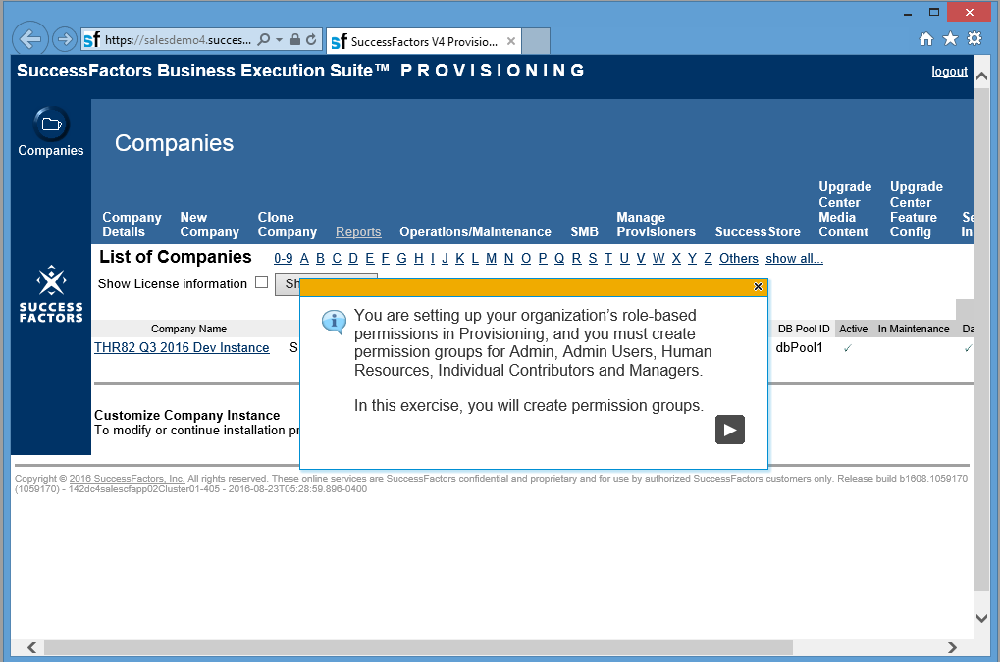 https://salesdemo4.succes...
SuccessFactors V4 Provisio...
SuccessFactors Business Execution Suite™ PROVISIONING
logout
Companies
Companies
Company Details
New Company
Clone Company
Reports
Operations/Maintenance
SMB
Manage Provisioners
SuccessStore
Upgrade Center Media Content
Upgrade Center Feature Config
Se
In
List of Companies 0-9 A B C D E F G H I J K L M N O P Q R S T U V W X Y Z Others show all...
Show License information
Sh
SUCCESS
FACTORS
Company Name DB Pool ID Active In Maintenance Da
THR82 Q3 2016 Dev Instance S dbPool1 ✓ ✓
You are setting up your organization’s role-based
permissions in Provisioning, and you must create
permission groups for Admin, Admin Users, Human
Resources, Individual Contributors and Managers.
In this exercise, you will create permission groups.
Customize Company Instance
To modify or continue installation pr
Copyright © 2016 SuccessFactors, Inc. All rights reserved. These online services are SuccessFactors confidential and proprietary and for use by authorized SuccessFactors customers only. Release build b1608.1059170
(1059170) - 142dc4salescfapp02Cluster01-405 - 2016-08-23T05:28:59.896-0400